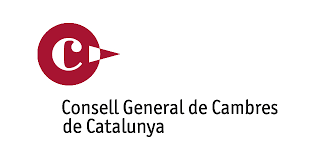 c
Consell General de Cambres
de Catalunya